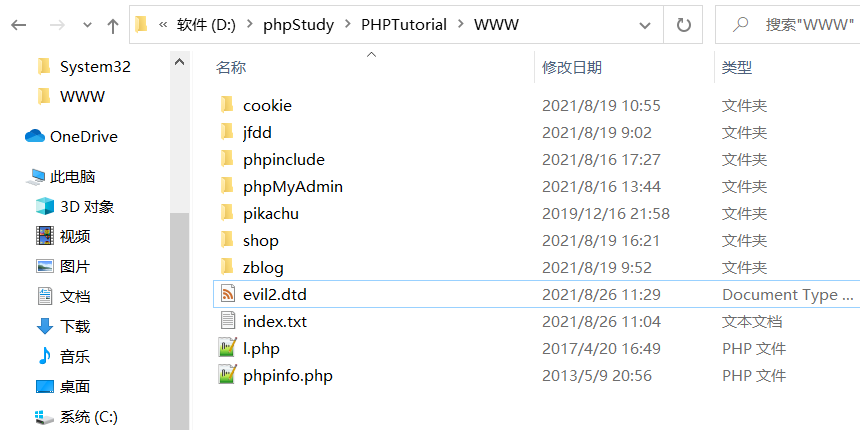 « 软件 (D:) › phpStudy › PHPTutorial › WWW
搜索"WWW"
System32
WWW
OneDrive
此电脑
3D 对象
视频
图片
文档
下载
音乐
桌面
系统 (C:)
名称 修改日期 类型
cookie 2021/8/19 10:55 文件夹
jfdd 2021/8/19 9:02 文件夹
phpinclude 2021/8/16 17:27 文件夹
phpMyAdmin 2021/8/16 13:44 文件夹
pikachu 2019/12/16 21:58 文件夹
shop 2021/8/19 16:21 文件夹
zblog 2021/8/19 9:52 文件夹
evil2.dtd 2021/8/26 11:29 Document Type ...
index.txt 2021/8/26 11:04 文本文档
l.php 2017/4/20 16:49 PHP 文件
phpinfo.php 2013/5/9 20:56 PHP 文件